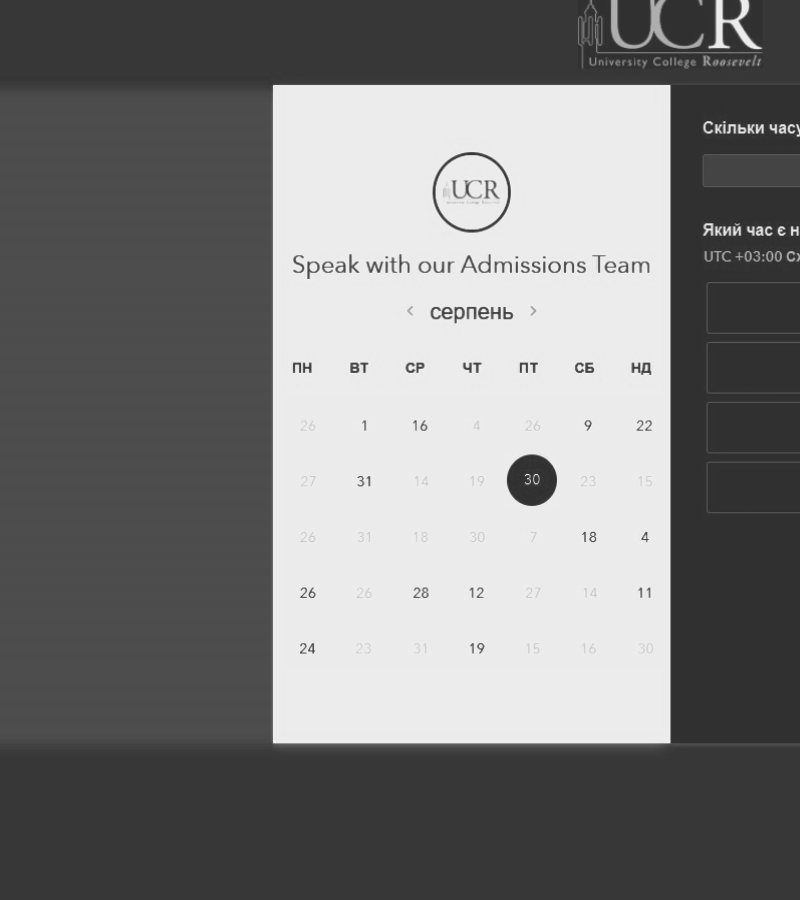 UCR
University College Roosevelt
Скільки часу
UCR
Speak with our Admissions Team
Який час є н
UTC +03:00 Сх
‹ серпень ›
ПН ВТ СР ЧТ ПТ СБ НД
26 1 16 4 26 9 22
27 31 14 19 30 23 15
26 31 18 30 7 18 4
26 26 28 12 27 14 11
24 23 31 19 15 16 30